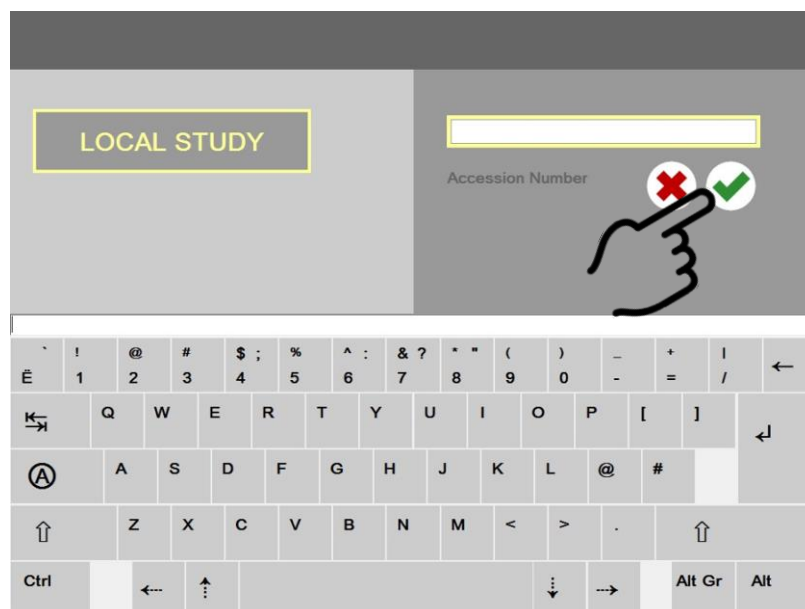 LOCAL STUDY
Accession Number
` ! @ # $ ; % ^ : & ? * " ( ) _ + |
Ë 1 2 3 4 5 6 7 8 9 0 - = / ←
Q W E R T Y U I O P [ ]
A A S D F G H J K L @ #
Z X C V B N M < > .
Ctrl Alt Gr Alt